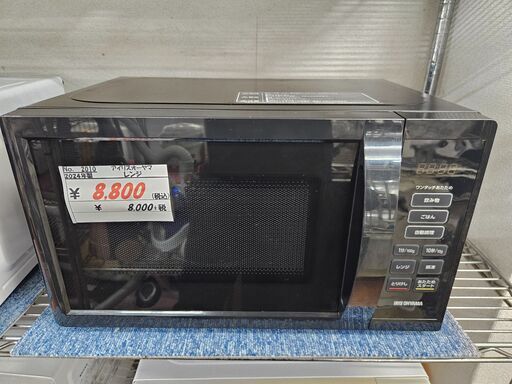 No. 2010 アイリスオーヤマ
2024年製 レンジ
¥ 8.800 (税込)
¥ 8.000+税
ワンタッチあたため
飲み物
ごはん
自動調理
レンジ
解凍
とりけし
あたため
スタート
IRIS OHYAMA